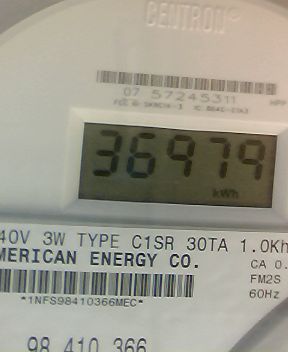 CENTRON®
07 57245311
36979
kWh
40V 3W TYPE C1SR 30TA 1.0Kh
MERICAN ENERGY CO.
CA 0.
FM2S
*1NFS98410366MEC*
60Hz
98 410 366